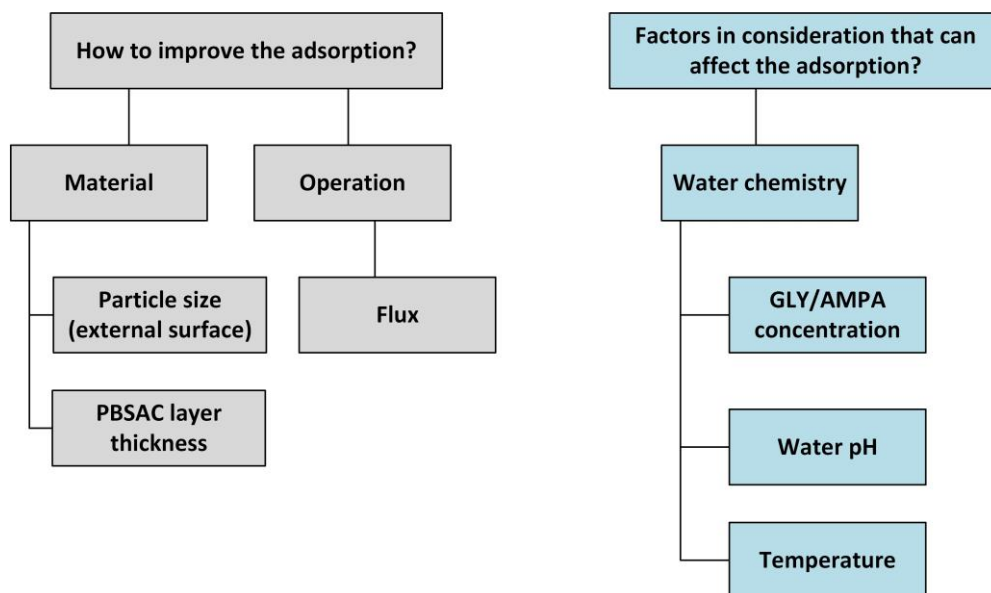 How to improve the adsorption?
Material
Operation
Particle size
(external surface)
Flux
PBSAC layer
thickness
Factors in consideration that can
affect the adsorption?
Water chemistry
GLY/AMPA
concentration
Water pH
Temperature